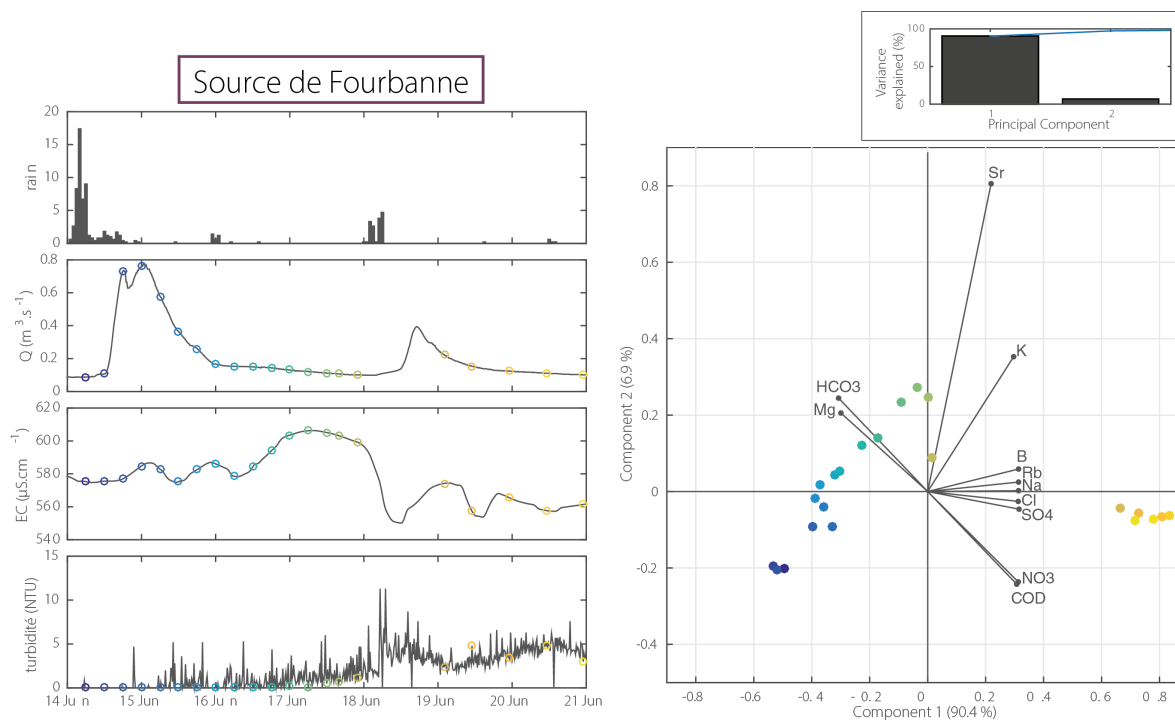 Source de Fourbanne
20
15
10
5
0
rain
0.8
0.6
0.4
0.2
0
Q (m 3.s -1)
620
600
580
560
540
EC (µS.cm -1)
15
10
5
0
turbidité (NTU)
14 Jun
15 Jun
16 Jun
17 Jun
18 Jun
19 Jun
20 Jun
21 Jun
100
50
0
Variance
explained (%)
1
2
Principal Component
0.8
0.6
0.4
0.2
0
-0.2
-0.4
Component 2 (6.9 %)
Sr
K
HCO3
Mg
B
Rb
Na
Cl
SO4
NO3
COD
-0.8
-0.6
-0.4
-0.2
0
0.2
0.4
0.6
0.8
Component 1 (90.4 %)